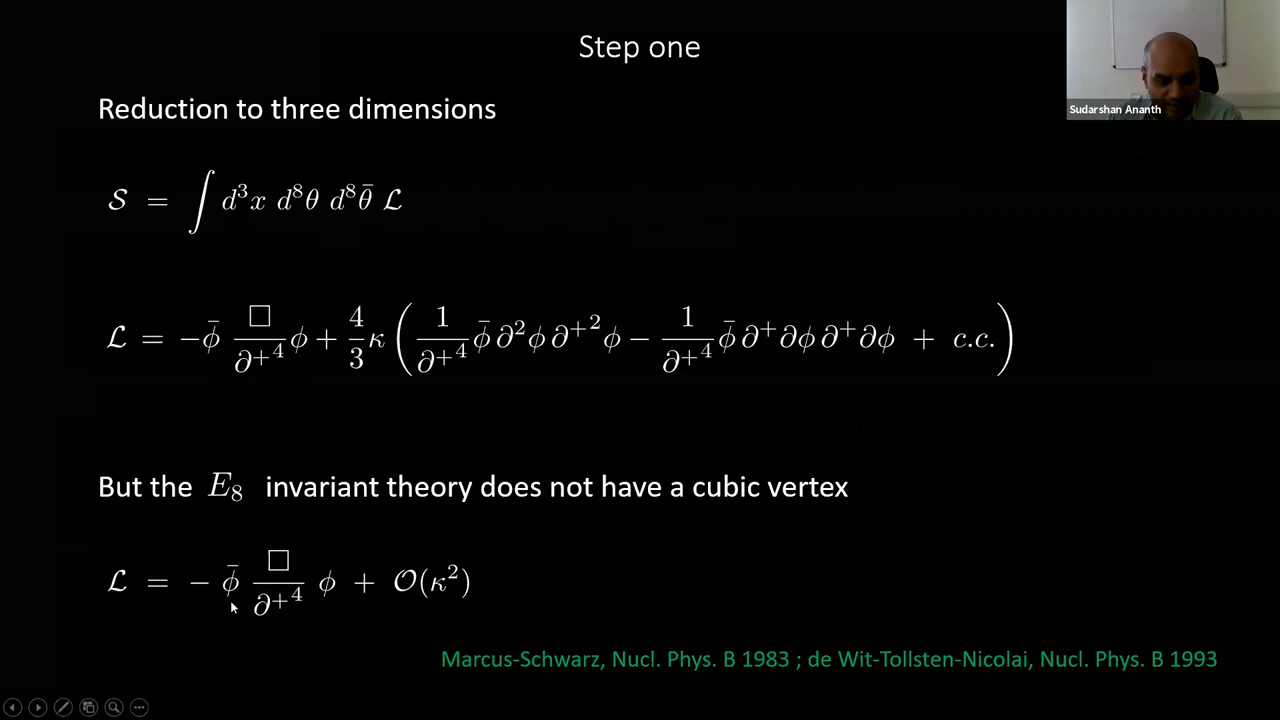 Step one
Sudarshan Ananth
Reduction to three dimensions
𝒮 = ∫ d³x d⁸θ d⁸θ̄ ℒ
ℒ = −φ̄ □/∂⁺⁴ φ + 4/3 κ ( 1/∂⁺⁴ φ̄ ∂²φ ∂⁺²φ − 1/∂⁺⁴ φ̄ ∂⁺∂φ ∂⁺∂φ + c.c. )
But the E₈ invariant theory does not have a cubic vertex
ℒ = − φ̄ □/∂⁺⁴ φ + 𝒪(κ²)
Marcus-Schwarz, Nucl. Phys. B 1983 ; de Wit-Tollsten-Nicolai, Nucl. Phys. B 1993